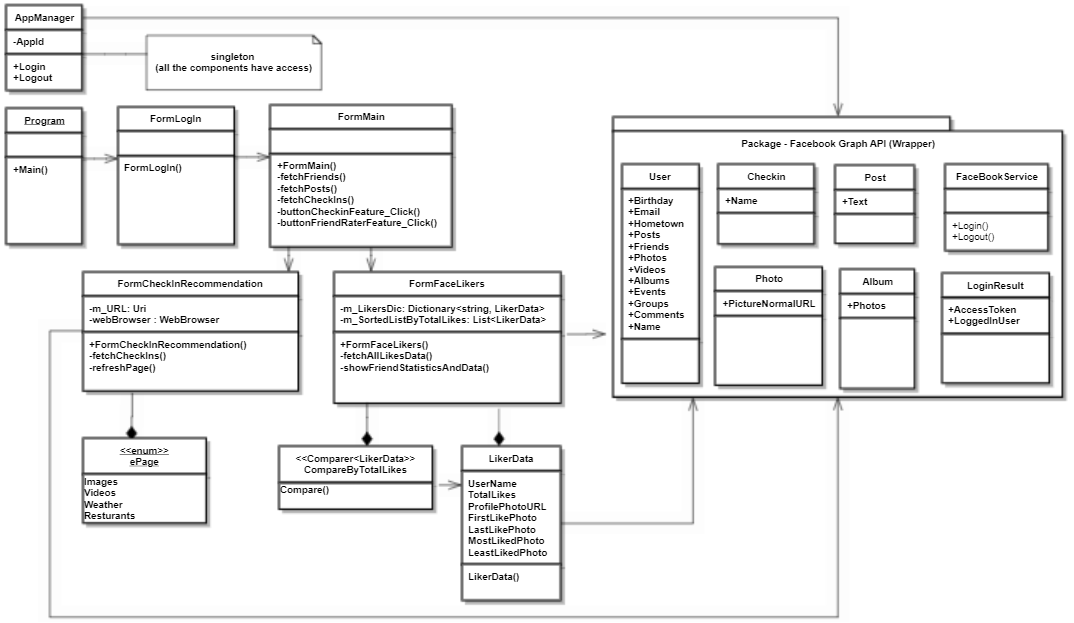 AppManager
-AppId
+Login
+Logout
singleton
(all the components have access)
Program
+Main()
FormLogIn
FormLogIn()
FormMain
+FormMain()
-fetchFriends()
-fetchPosts()
-fetchCheckIns()
-buttonCheckinFeature_Click()
-buttonFriendRaterFeature_Click()
Package - Facebook Graph API (Wrapper)
User
+Birthday
+Email
+Hometown
+Posts
+Friends
+Photos
+Videos
+Albums
+Events
+Groups
+Comments
+Name
Checkin
+Name
Post
+Text
FaceBookService
+Login()
+Logout()
Photo
+PictureNormalURL
Album
+Photos
LoginResult
+AccessToken
+LoggedInUser
FormCheckInRecommendation
-m_URL: Uri
-webBrowser : WebBrowser
+FormCheckInRecommendation()
-fetchCheckIns()
-refreshPage()
FormFaceLikers
-m_LikersDic: Dictionary<string, LikerData>
-m_SortedListByTotalLikes: List<LikerData>
+FormFaceLikers()
-fetchAllLikesData()
-showFriendStatisticsAndData()
<<enum>>
ePage
Images
Videos
Weather
Resturants
<<Comparer<LikerData>>
CompareByTotalLikes
Compare()
LikerData
UserName
TotalLikes
ProfilePhotoURL
FirstLikePhoto
LastLikePhoto
MostLikedPhoto
LeastLikedPhoto
LikerData()